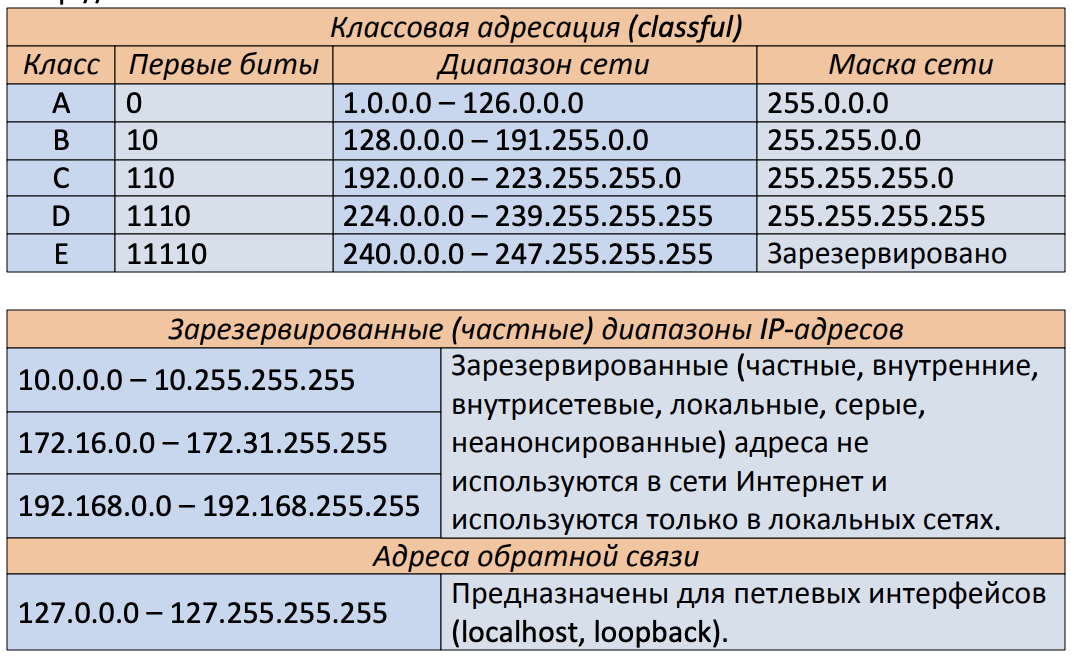 Классовая адресация (classful)
Класс Первые биты Диапазон сети Маска сети
A 0 1.0.0.0 – 126.0.0.0 255.0.0.0
B 10 128.0.0.0 – 191.255.0.0 255.255.0.0
C 110 192.0.0.0 – 223.255.255.0 255.255.255.0
D 1110 224.0.0.0 – 239.255.255.255 255.255.255.255
E 11110 240.0.0.0 – 247.255.255.255 Зарезервировано
Зарезервированные (частные) диапазоны IP-адресов
10.0.0.0 – 10.255.255.255
172.16.0.0 – 172.31.255.255
192.168.0.0 – 192.168.255.255
Зарезервированные (частные, внутренние,
внутрисетевые, локальные, серые,
неанонсированные) адреса не
используются в сети Интернет и
используются только в локальных сетях.
Адреса обратной связи
127.0.0.0 – 127.255.255.255
Предназначены для петлевых интерфейсов
(localhost, loopback).